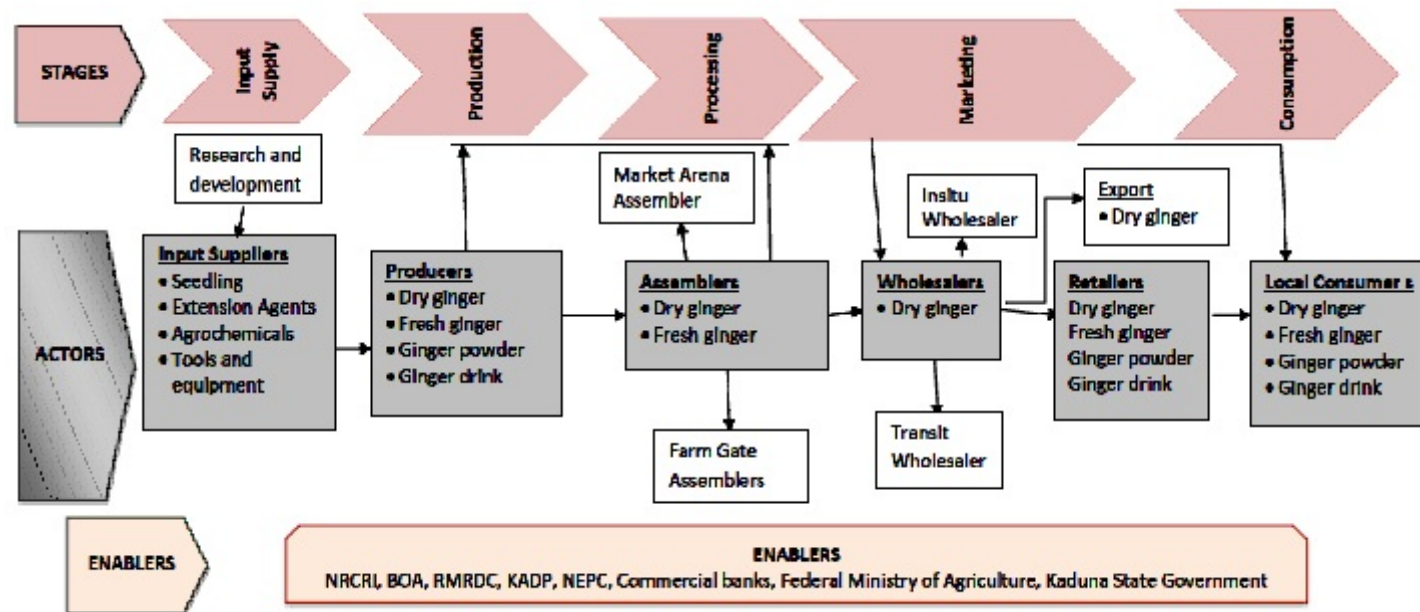 STAGES
Input
Supply
Production
Processing
Marketing
Consumption
Research and
development
Market Arena
Assembler
Insitu
Wholesaler
Export
• Dry ginger
ACTORS
Input Suppliers
• Seedling
• Extension Agents
• Agrochemicals
• Tools and
equipment
Producers
• Dry ginger
• Fresh ginger
• Ginger powder
• Ginger drink
Assemblers
• Dry ginger
• Fresh ginger
Wholesalers
• Dry ginger
Retailers
Dry ginger
Fresh ginger
Ginger powder
Ginger drink
Local Consumers
• Dry ginger
• Fresh ginger
• Ginger powder
• Ginger drink
Farm Gate
Assemblers
Transit
Wholesaler
ENABLERS
ENABLERS
NRCRI, BOA, RMRDC, KADP, NEPC, Commercial banks, Federal Ministry of Agriculture, Kaduna State Government